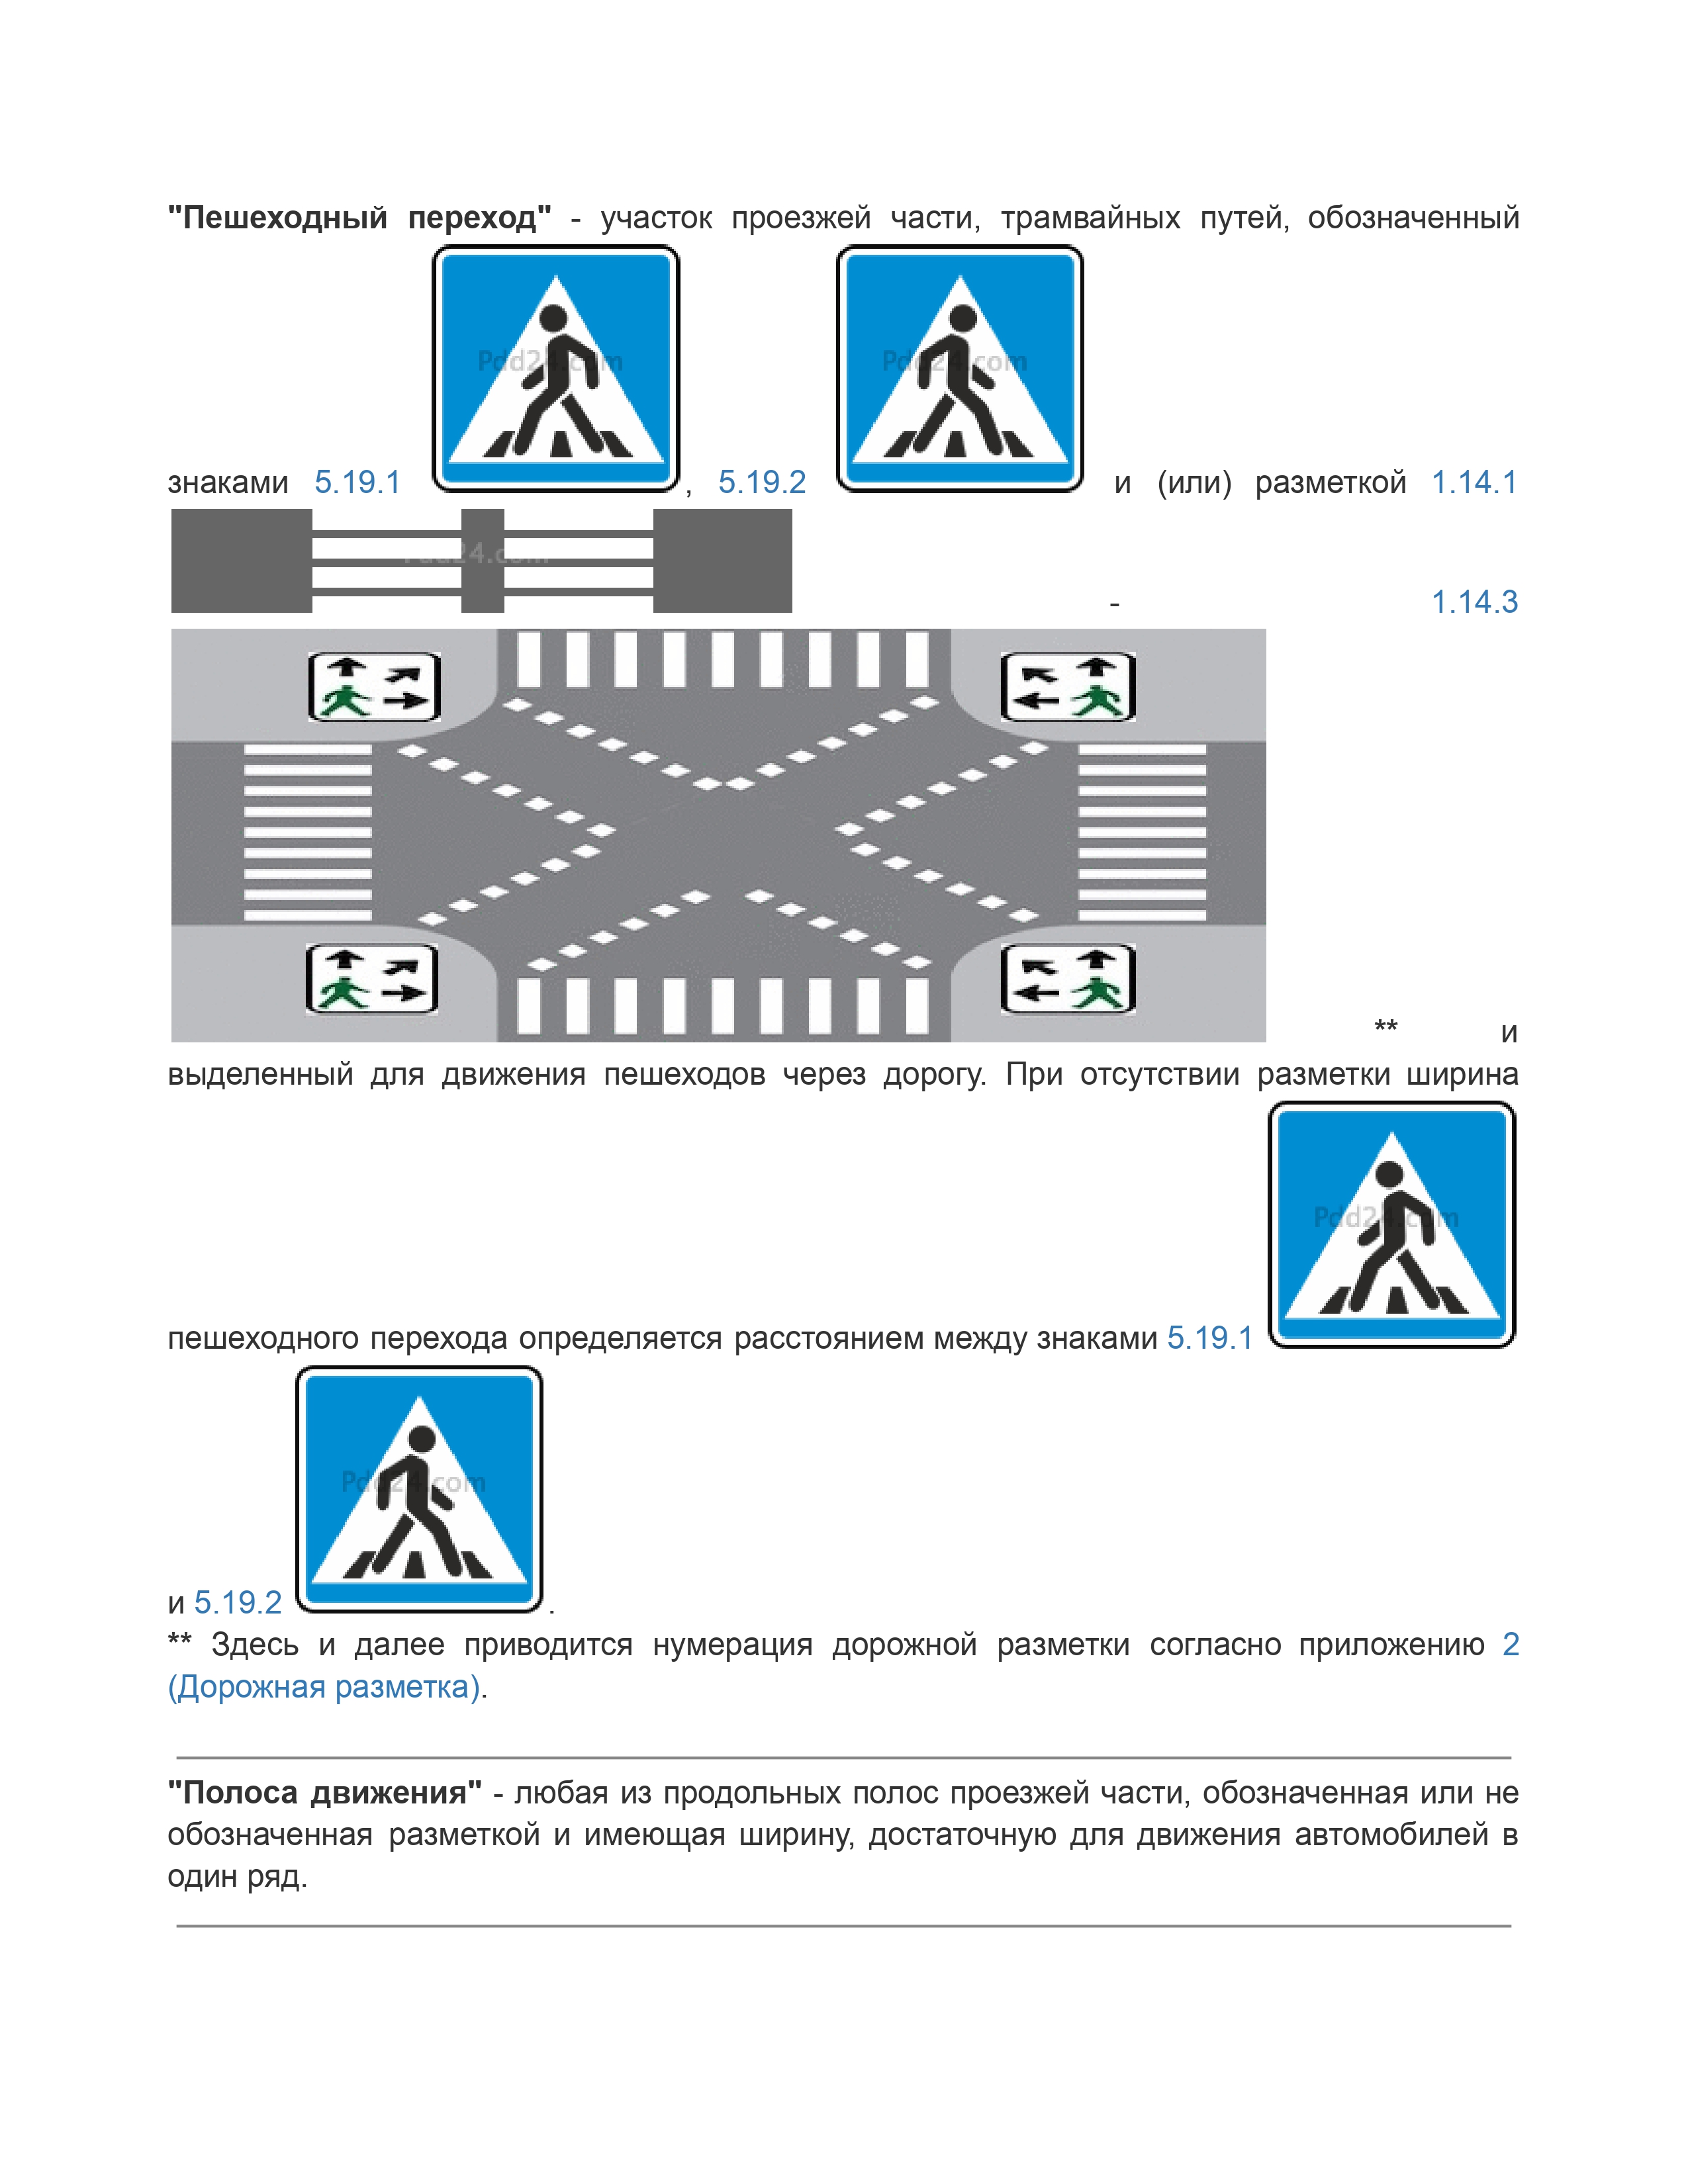 "Пешеходный переход" - участок проезжей части, трамвайных путей, обозначенный
Pdd24.com Pdd24.com
знаками 5.19.1 , 5.19.2 и (или) разметкой 1.14.1
Pdd24.com
- 1.14.3
** и
выделенный для движения пешеходов через дорогу. При отсутствии разметки ширина
Pdd24.com
пешеходного перехода определяется расстоянием между знаками 5.19.1
Pdd24.com
и 5.19.2 .
** Здесь и далее приводится нумерация дорожной разметки согласно приложению 2
(Дорожная разметка).
"Полоса движения" - любая из продольных полос проезжей части, обозначенная или не
обозначенная разметкой и имеющая ширину, достаточную для движения автомобилей в
один ряд.